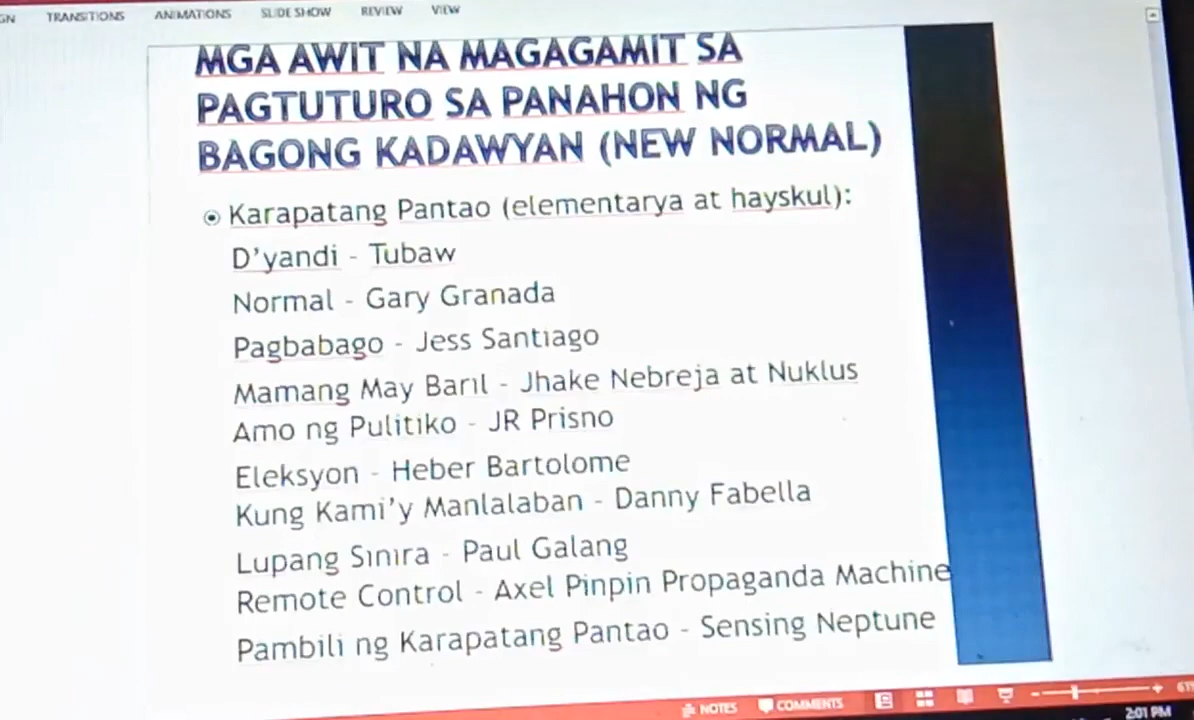 TRANSITIONS ANIMATIONS SLIDE SHOW REVIEW VIEW
MGA AWIT NA MAGAGAMIT SA
PAGTUTURO SA PANAHON NG
BAGONG KADAWYAN (NEW NORMAL)
Karapatang Pantao (elementarya at hayskul):
D'yandi - Tubaw
Normal - Gary Granada
Pagbabago - Jess Santiago
Mamang May Baril - Jhake Nebreja at Nuklus
Amo ng Pulitiko - JR Prisno
Eleksyon - Heber Bartolome
Kung Kami'y Manlalaban - Danny Fabella
Lupang Sinira - Paul Galang
Remote Control - Axel Pinpin Propaganda Machine
Pambili ng Karapatang Pantao - Sensing Neptune
NOTES COMMENTS
2:01 PM